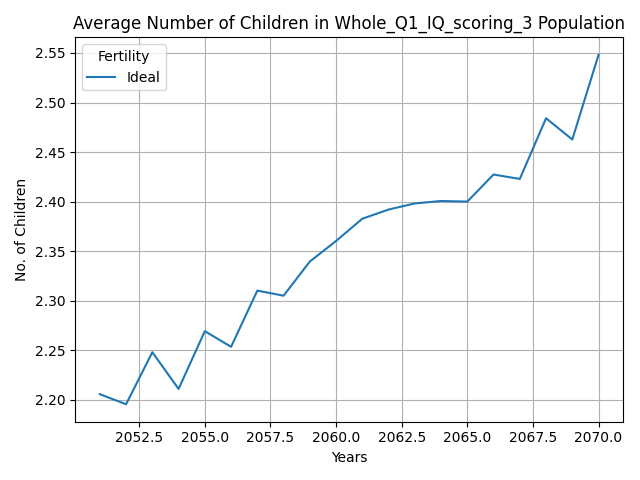 Average Number of Children in Whole_Q1_IQ_scoring_3 Population
Fertility
Ideal
No. of Children
2.55
2.50
2.45
2.40
2.35
2.30
2.25
2.20
2052.5 2055.0 2057.5 2060.0 2062.5 2065.0 2067.5 2070.0
Years